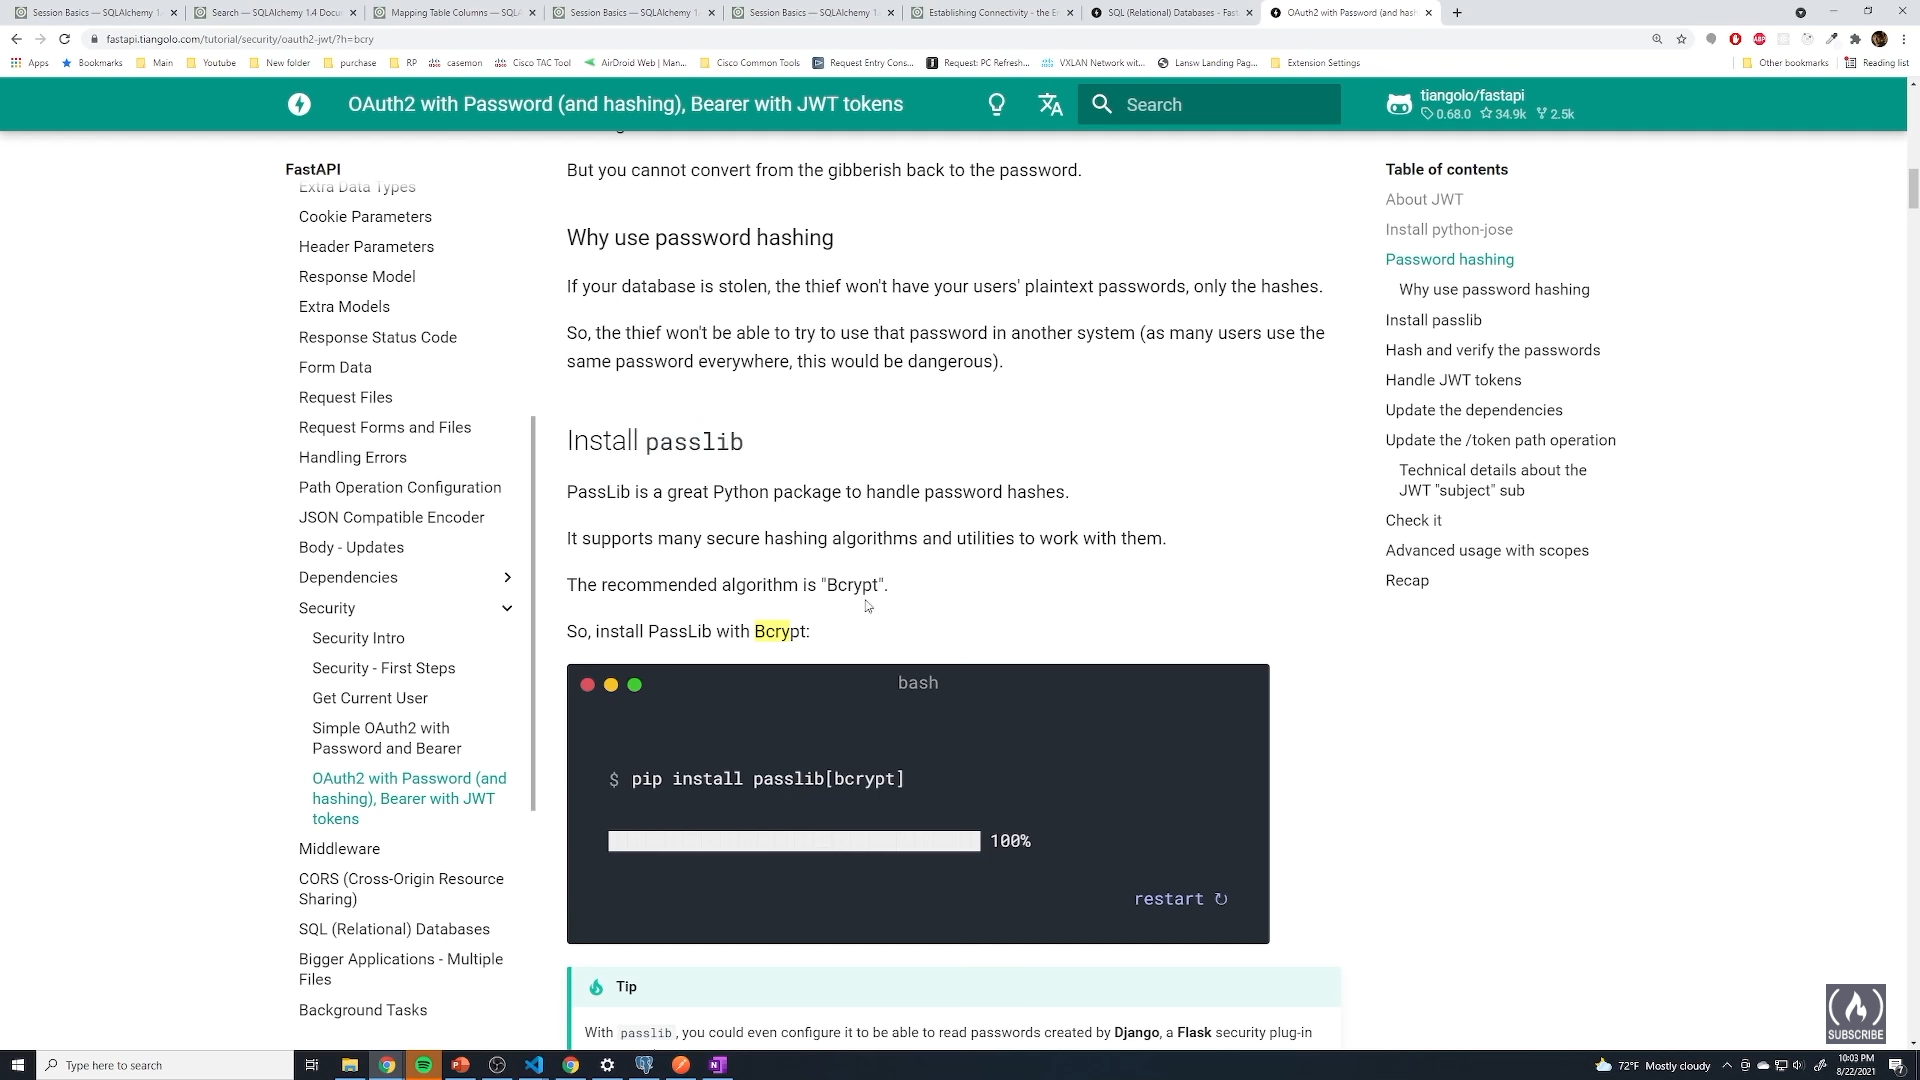 Session Basics — SQLAlchemy 1.
Search — SQLAlchemy 1.4 Docu
Mapping Table Columns — SQLA
Session Basics — SQLAlchemy 1.
Session Basics — SQLAlchemy 1.
Establishing Connectivity - the E
SQL (Relational) Databases - Fast
OAuth2 with Password (and hash
fastapi.tiangolo.com/tutorial/security/oauth2-jwt/?h=bcry
Apps
Bookmarks
Main
Youtube
New folder
purchase
RP
casemon
Cisco TAC Tool
AirDroid Web | Man...
Cisco Common Tools
Request Entry Cons...
Request: PC Refresh...
VXLAN Network wit...
Lansw Landing Pag...
Extension Settings
Other bookmarks
Reading list
OAuth2 with Password (and hashing), Bearer with JWT tokens
Search
tiangolo/fastapi
0.68.0 34.9k 2.5k
FastAPI
Extra Data Types
Cookie Parameters
Header Parameters
Response Model
Extra Models
Response Status Code
Form Data
Request Files
Request Forms and Files
Handling Errors
Path Operation Configuration
JSON Compatible Encoder
Body - Updates
Dependencies
Security
Security Intro
Security - First Steps
Get Current User
Simple OAuth2 with
Password and Bearer
OAuth2 with Password (and
hashing), Bearer with JWT
tokens
Middleware
CORS (Cross-Origin Resource
Sharing)
SQL (Relational) Databases
Bigger Applications - Multiple
Files
Background Tasks
But you cannot convert from the gibberish back to the password.
Why use password hashing
If your database is stolen, the thief won't have your users' plaintext passwords, only the hashes.
So, the thief won't be able to try to use that password in another system (as many users use the
same password everywhere, this would be dangerous).
Install passlib
PassLib is a great Python package to handle password hashes.
It supports many secure hashing algorithms and utilities to work with them.
The recommended algorithm is "Bcrypt".
So, install PassLib with Bcrypt:
bash
$ pip install passlib[bcrypt]
100%
restart ↻
Tip
With passlib, you could even configure it to be able to read passwords created by Django, a Flask security plug-in
Table of contents
About JWT
Install python-jose
Password hashing
Why use password hashing
Install passlib
Hash and verify the passwords
Handle JWT tokens
Update the dependencies
Update the /token path operation
Technical details about the
JWT "subject" sub
Check it
Advanced usage with scopes
Recap
SUBSCRIBE
Type here to search
72°F Mostly cloudy
10:03 PM
8/22/2021